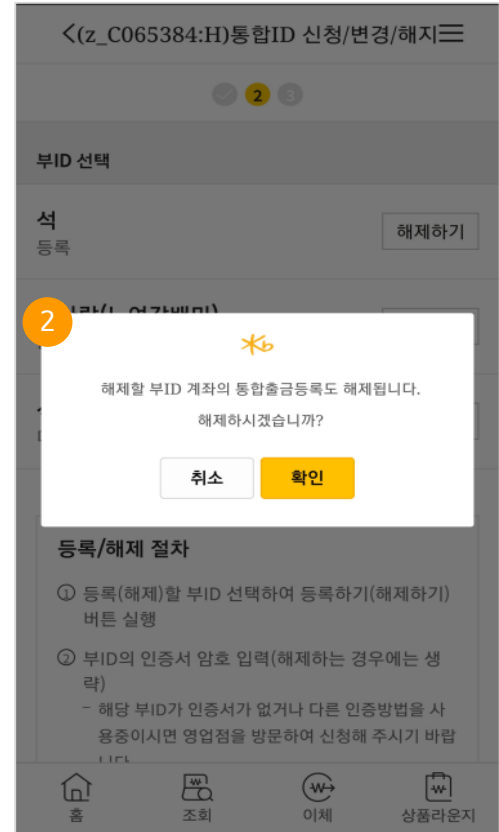 (z_C065384:H)통합ID 신청/변경/해지
2 3
부ID 선택
석
해제하기
등록
2
Kb
해제할 부ID 계좌의 통합출금등록도 해제됩니다.
해제하시겠습니까?
취소 확인
등록/해제 절차
① 등록(해제)할 부ID 선택하여 등록하기(해제하기)
버튼 실행
② 부ID의 인증서 암호 입력(해제하는 경우에는 생
략)
- 해당 부ID가 인증서가 없거나 다른 인증방법을 사
용중이시면 영업점을 방문하여 신청해 주시기 바랍
니다
홈 조회 이체 상품라운지